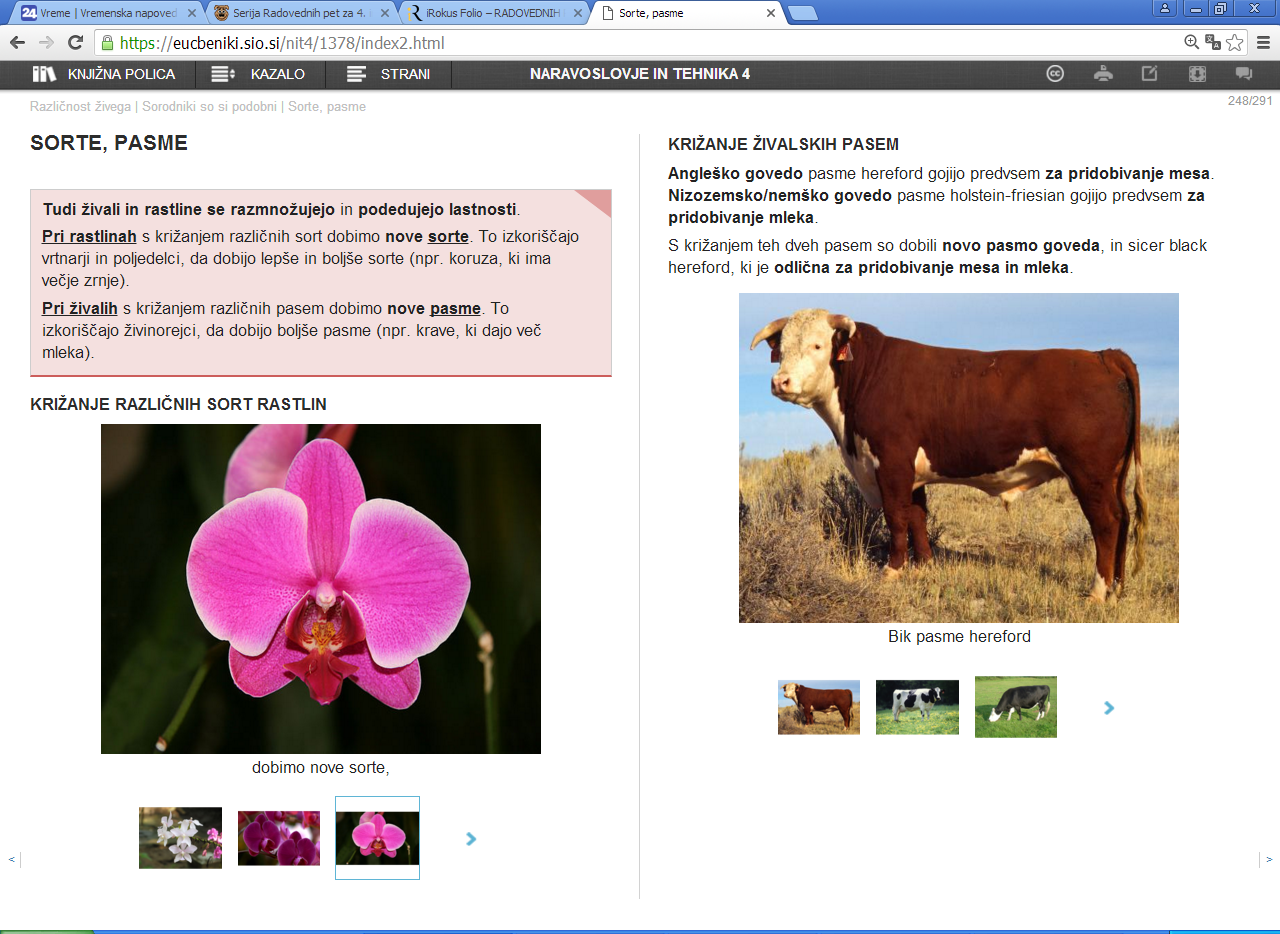 Vreme | Vremenska napoved
Serija Radovednih pet za 4.
iRokus Folio – RADOVEDNIH
Sorte, pasme
https://eucbeniki.sio.si/nit4/1378/index2.html
KNJIŽNA POLICA
KAZALO
STRANI
NARAVOSLOVJE IN TEHNIKA 4
Različnost živega | Sorodniki so si podobni | Sorte, pasme
248/291
SORTE, PASME
Tudi živali in rastline se razmnožujejo in podedujejo lastnosti.
Pri rastlinah s križanjem različnih sort dobimo nove sorte. To izkoriščajo
vrtnarji in poljedelci, da dobijo lepše in boljše sorte (npr. koruza, ki ima
večje zrnje).
Pri živalih s križanjem različnih pasem dobimo nove pasme. To
izkoriščajo živinorejci, da dobijo boljše pasme (npr. krave, ki dajo več
mleka).
KRIŽANJE RAZLIČNIH SORT RASTLIN
dobimo nove sorte,
KRIŽANJE ŽIVALSKIH PASEM
Angleško govedo pasme hereford gojijo predvsem za pridobivanje mesa.
Nizozemsko/nemško govedo pasme holstein-friesian gojijo predvsem za
pridobivanje mleka.
S križanjem teh dveh pasem so dobili novo pasmo goveda, in sicer black
hereford, ki je odlična za pridobivanje mesa in mleka.
Bik pasme hereford
<
>